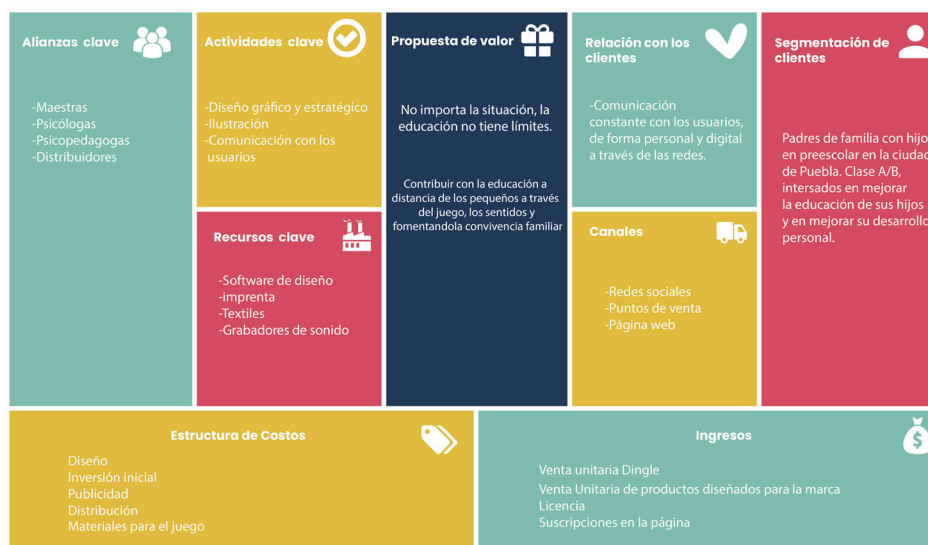 Alianzas clave
-Maestras
-Psicólogas
-Psicopedagogas
-Distribuidores
Actividades clave
-Diseño gráfico y estratégico
-Ilustración
-Comunicación con los
usuarios
Recursos clave
-Software de diseño
-imprenta
-Textiles
-Grabadores de sonido
Propuesta de valor
No importa la situación, la
educación no tiene límites.
Contribuir con la educación a
distancia de los pequeños a través
del juego, los sentidos y
fomentandola convivencia familiar
Relación con los
clientes
-Comunicación
constante con los usuarios,
de forma personal y digital
a través de las redes.
Canales
-Redes sociales
-Puntos de venta
-Página web
Segmentación de
clientes
Padres de familia con hijo
en preescolar en la ciudad
de Puebla. Clase A/B,
intersados en mejorar
la educación de sus hijos
y en mejorar su desarrollo
personal.
Estructura de Costos
Diseño
Inversión inicial
Publicidad
Distribución
Materiales para el juego
Ingresos
$
Venta unitaria Dingle
Venta Unitaria de productos diseñados para la marca
Licencia
Suscripciones en la página